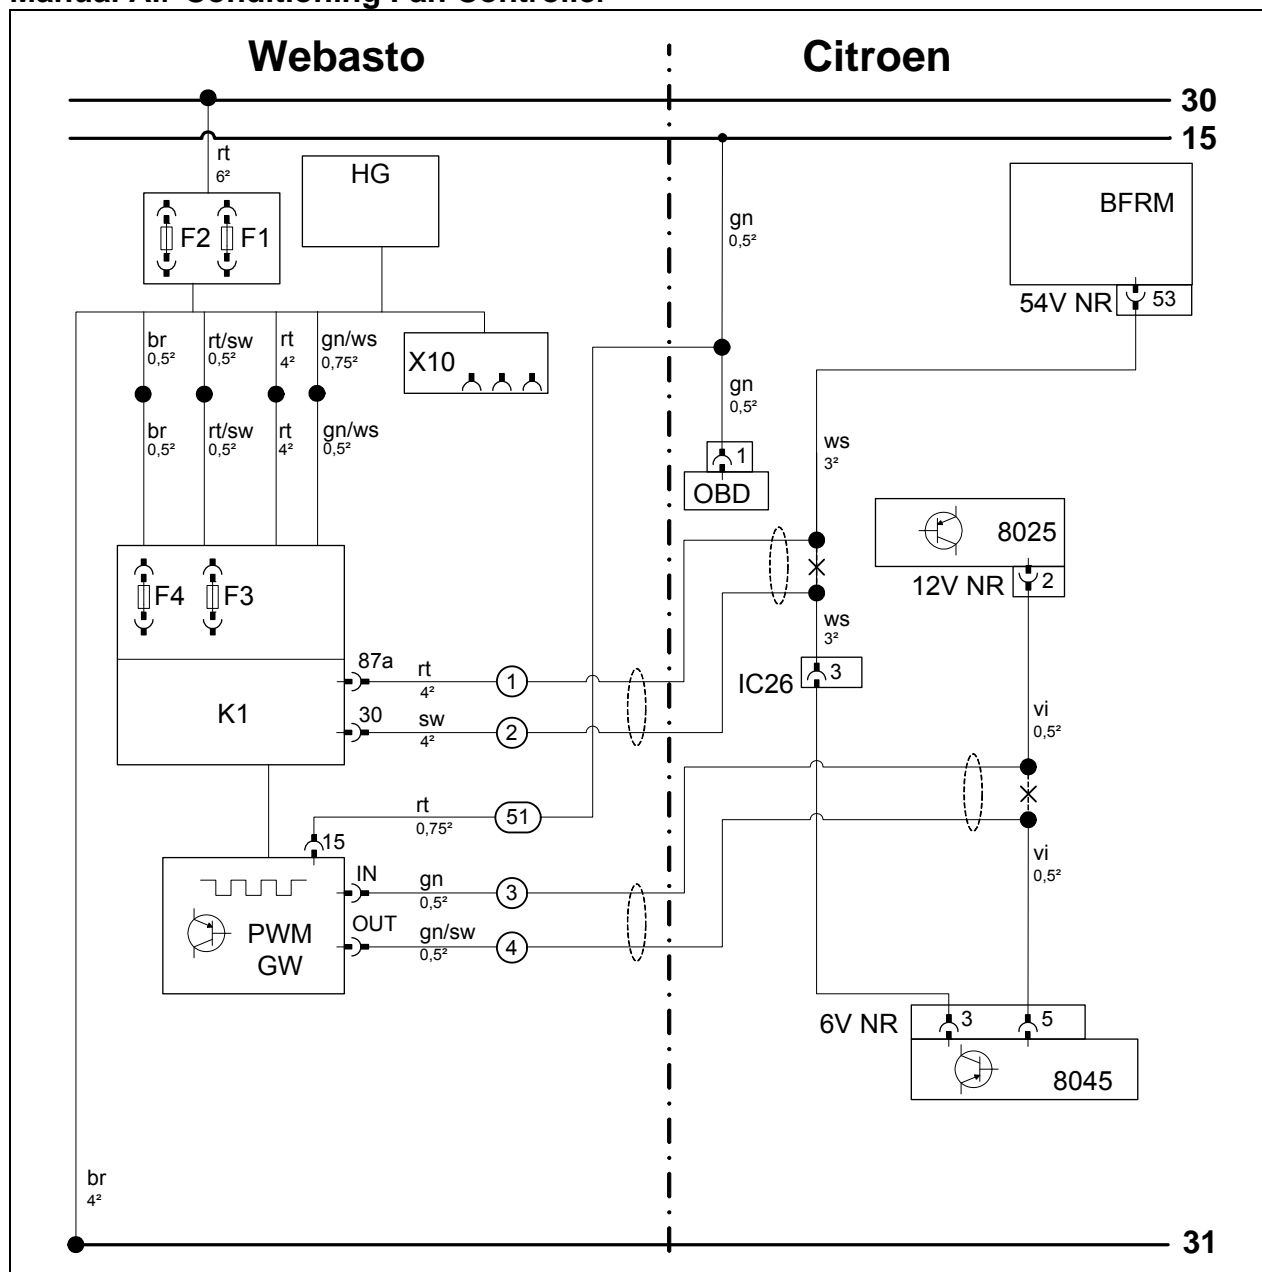 Manual Air-Conditioning Fan Controller
Webasto
Citroen
30
15
rt
6²
HG
BFRM
F2
F1
gn
0,5²
54V NR
53
br
0,5²
rt/sw
0,5²
rt
4²
gn/ws
0,75²
X10
gn
0,5²
br
0,5²
rt/sw
0,5²
rt
4²
gn/ws
0,5²
ws
3²
1
OBD
8025
12V NR
2
F4
F3
ws
3²
87a
rt
4²
1
IC26
3
K1
30
sw
4²
2
vi
0,5²
rt
0,75²
51
15
vi
0,5²
IN
gn
0,5²
3
OUT
gn/sw
0,5²
4
PWM
GW
6V NR
3
5
8045
br
4²
31